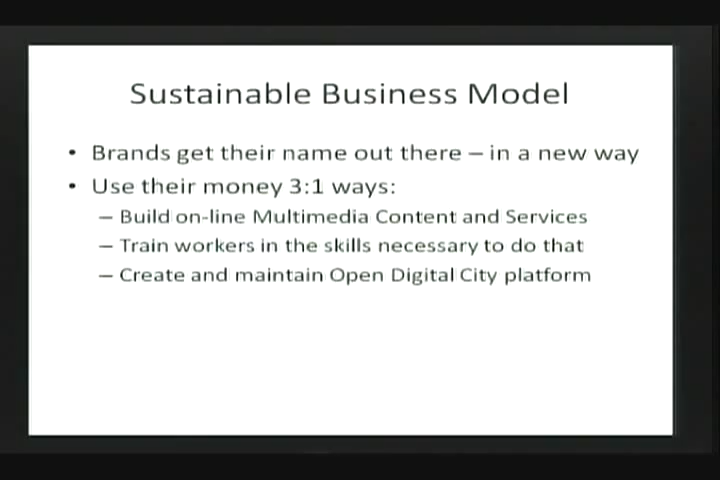 Sustainable Business Model
• Brands get their name out there – in a new way
• Use their money 3:1 ways:
– Build on-line Multimedia Content and Services
– Train workers in the skills necessary to do that
– Create and maintain Open Digital City platform